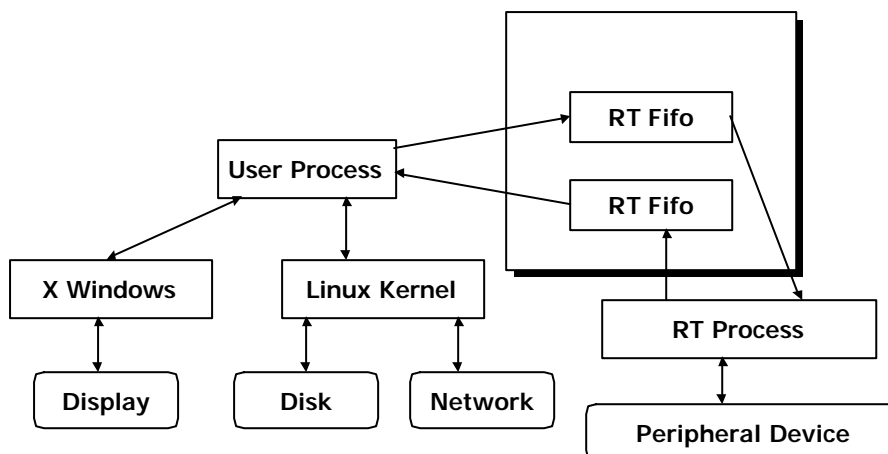 RT Fifo
User Process
RT Fifo
X Windows
Linux Kernel
RT Process
Display
Disk
Network
Peripheral Device